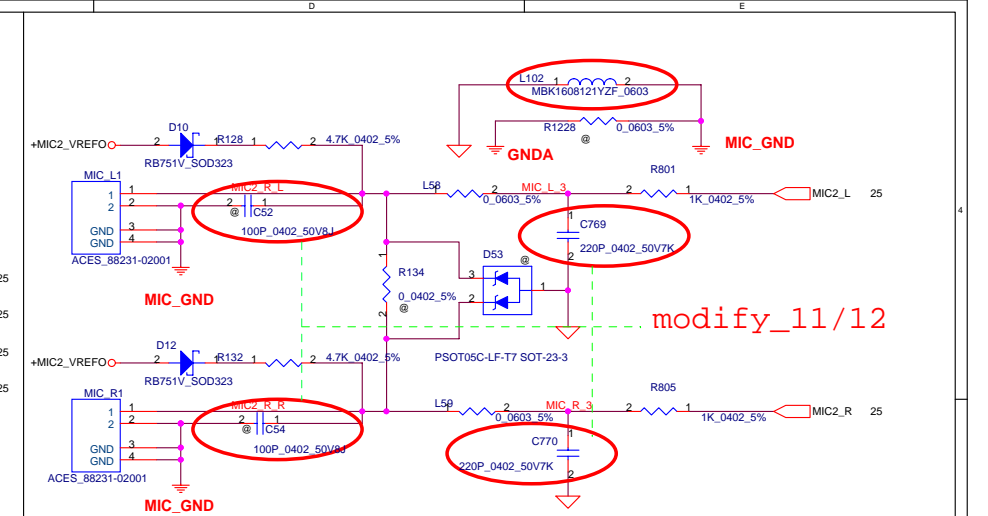 D
E
L102
1
2
MBK1608121YZF_0603
D10
R128
1
2
4.7K_0402_5%
R1228
0_0603_5%
@
GNDA
MIC_GND
+MIC2_VREFO
2
1
RB751V_SOD323
MIC_L1
1
1
2
2
GND
3
GND
4
ACES_88231-02001
MIC2_R_L
2
1
@
C52
100P_0402_50V8J
MIC_GND
L58
2
0_0603_5%
MIC_L_3
R801
2
1
1K_0402_5%
MIC2_L
25
4
1
C769
220P_0402_50V7K
2
1
R134
0_0402_5%
@
2
D53
@
3
2
1
PSOT05C-LF-T7 SOT-23-3
modify_11/12
25
25
25
25
D12
R132
1
2
4.7K_0402_5%
+MIC2_VREFO
2
1
RB751V_SOD323
MIC_R1
1
1
2
2
GND
3
GND
4
ACES_88231-02001
MIC2_R_R
2
1
@
C54
100P_0402_50V8J
MIC_GND
L59
2
0_0603_5%
MIC_R_3
R805
2
1
1K_0402_5%
MIC2_R
25
1
C770
220P_0402_50V7K
2